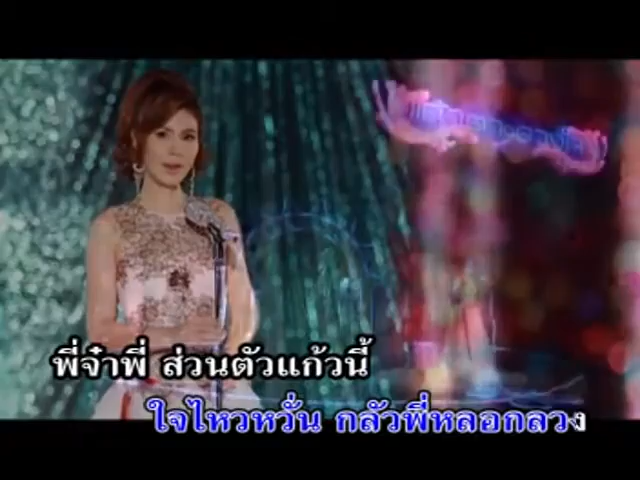 พี่จ๋าพี่ ส่วนตัวแก้วนี้
ใจไหวหวั่น กลัวพี่หลอกลวง